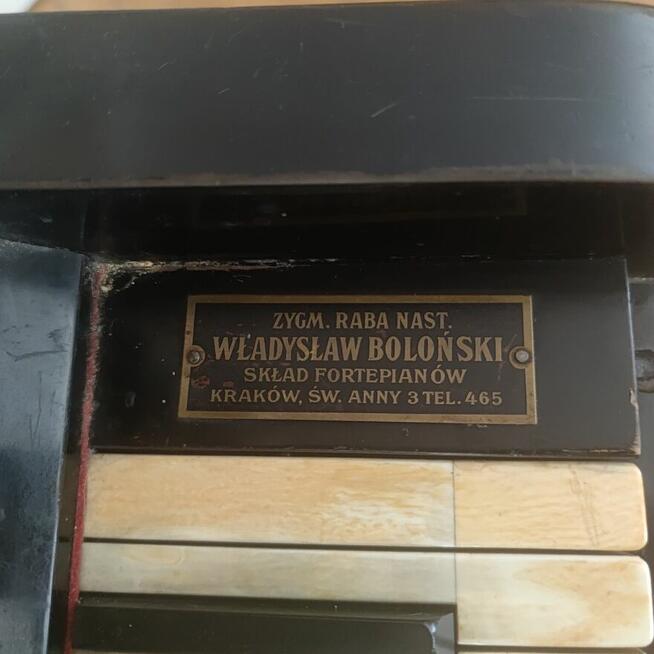 ZYGM. RABA NAST.
WŁADYSŁAW BOLOŃSKI
SKŁAD FORTEPIANÓW
KRAKÓW, ŚW. ANNY 3 TEL. 465